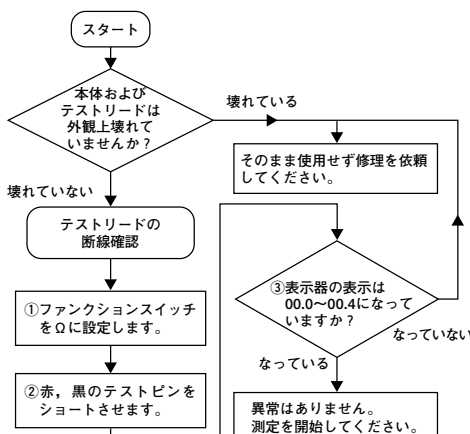 スタート
本体および
テストリードは
外観上壊れて
いませんか？
壊れている
そのまま使用せず修理を依頼
してください。
壊れていない
テストリードの
断線確認
①ファンクションスイッチ
をΩに設定します。
②赤，黒のテストピンを
ショートさせます。
③表示器の表示は
00.0〜00.4になって
いますか？
なっていない
なっている
異常はありません。
測定を開始してください。